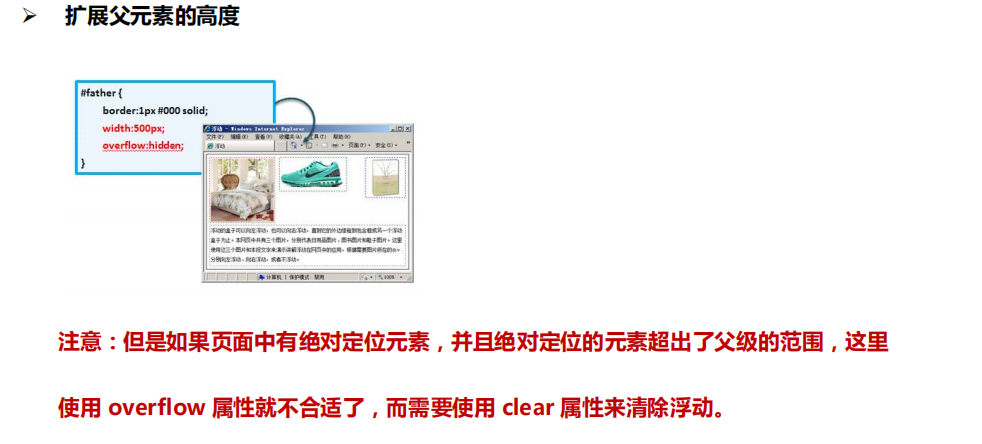 ➢ 扩展父元素的高度
#father {
border:1px #000 solid;
width:500px;
overflow:hidden;
}
浮动 - Windows Internet Explorer
文件(F) 编辑(E) 查看(V) 收藏夹(A) 工具(T) 帮助(H)
浮动 页面(P) 安全(S)
浮动的盒子可以向左浮动，也可以向右浮动，直到它的外边缘碰到包含框或另一个浮动
盒子为止。本网页中共有三个图片，分别代表日用品图片、图书图片和鞋子图片。这里
使用这三个图片和本段文字来演示讲解浮动在网页中的应用，根据需要图片所在的div
分别向左浮动、向右浮动，或者不浮动。
计算机 | 保护模式: 禁用 100%
注意：但是如果页面中有绝对定位元素，并且绝对定位的元素超出了父级的范围，这里
使用 overflow 属性就不合适了，而需要使用 clear 属性来清除浮动。